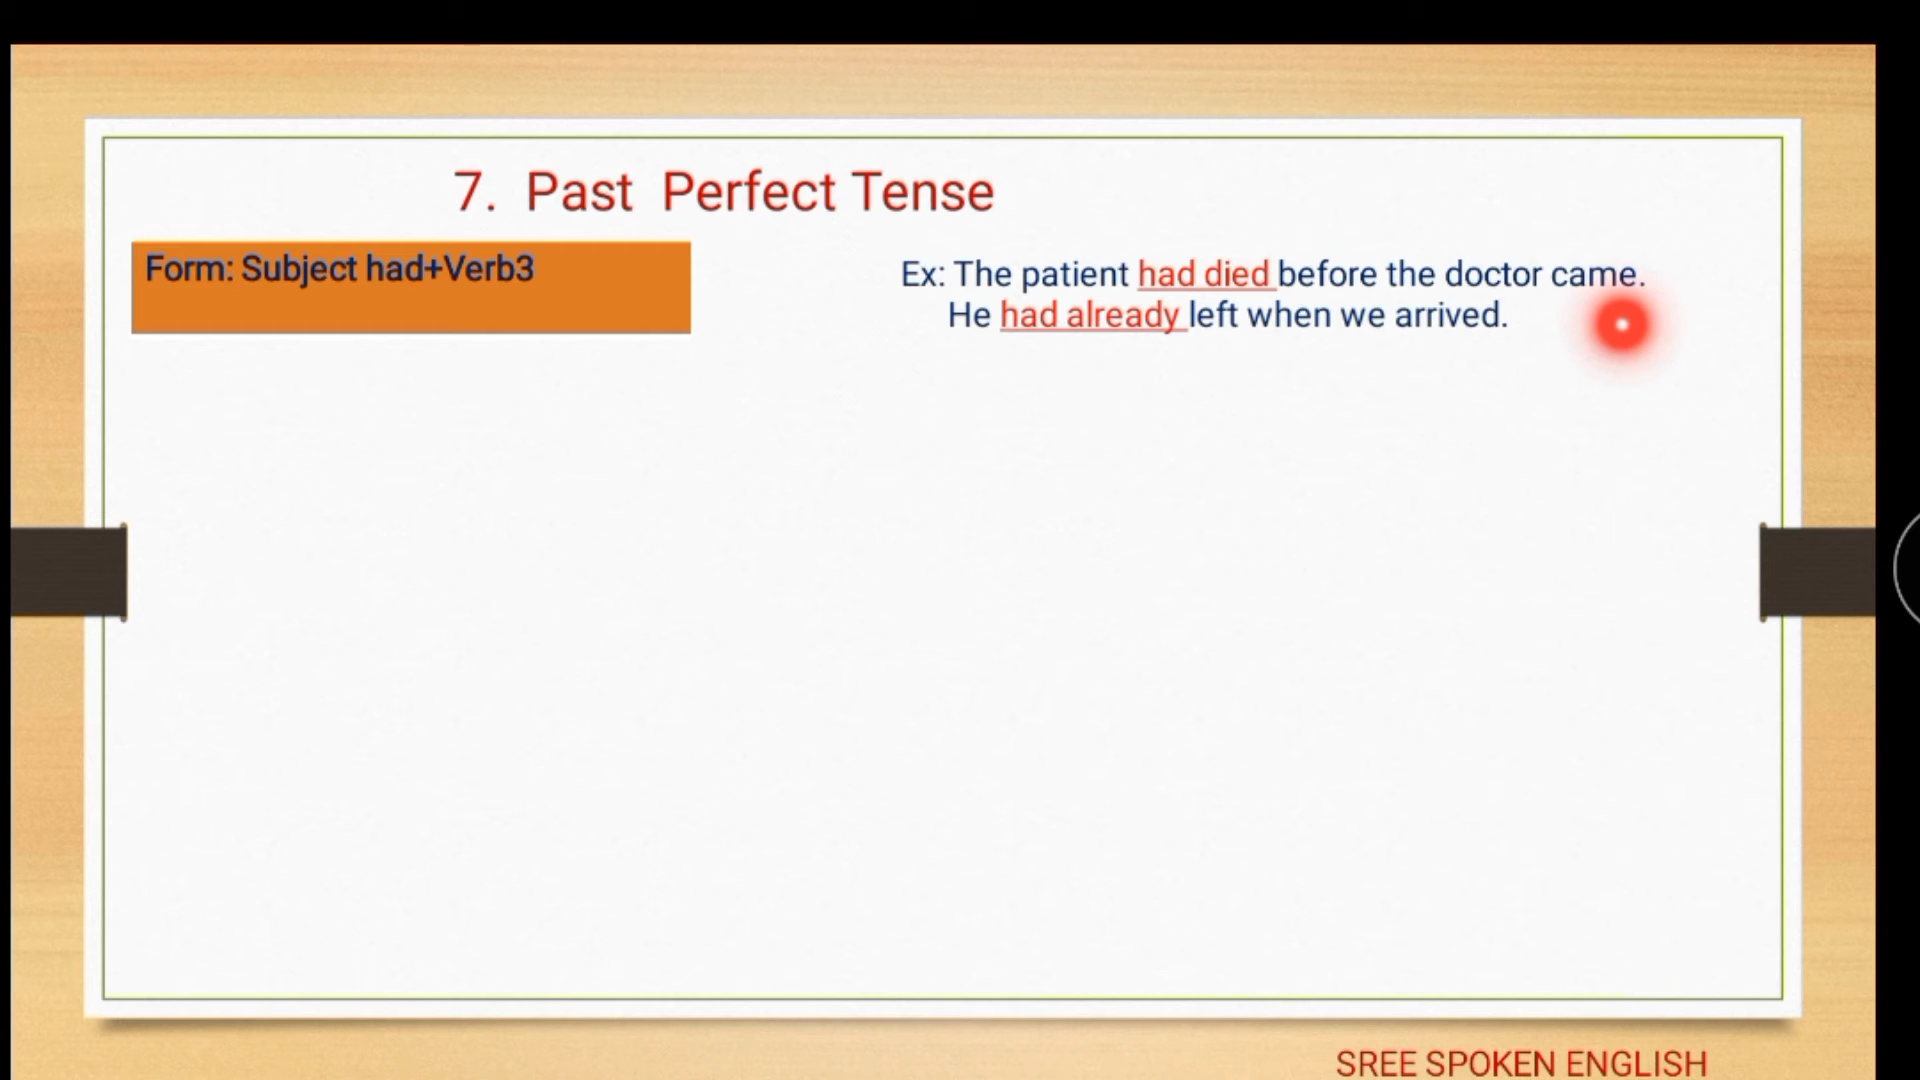 7. Past Perfect Tense
Form: Subject had+Verb3
Ex: The patient had died before the doctor came.
He had already left when we arrived.
SREE SPOKEN ENGLISH